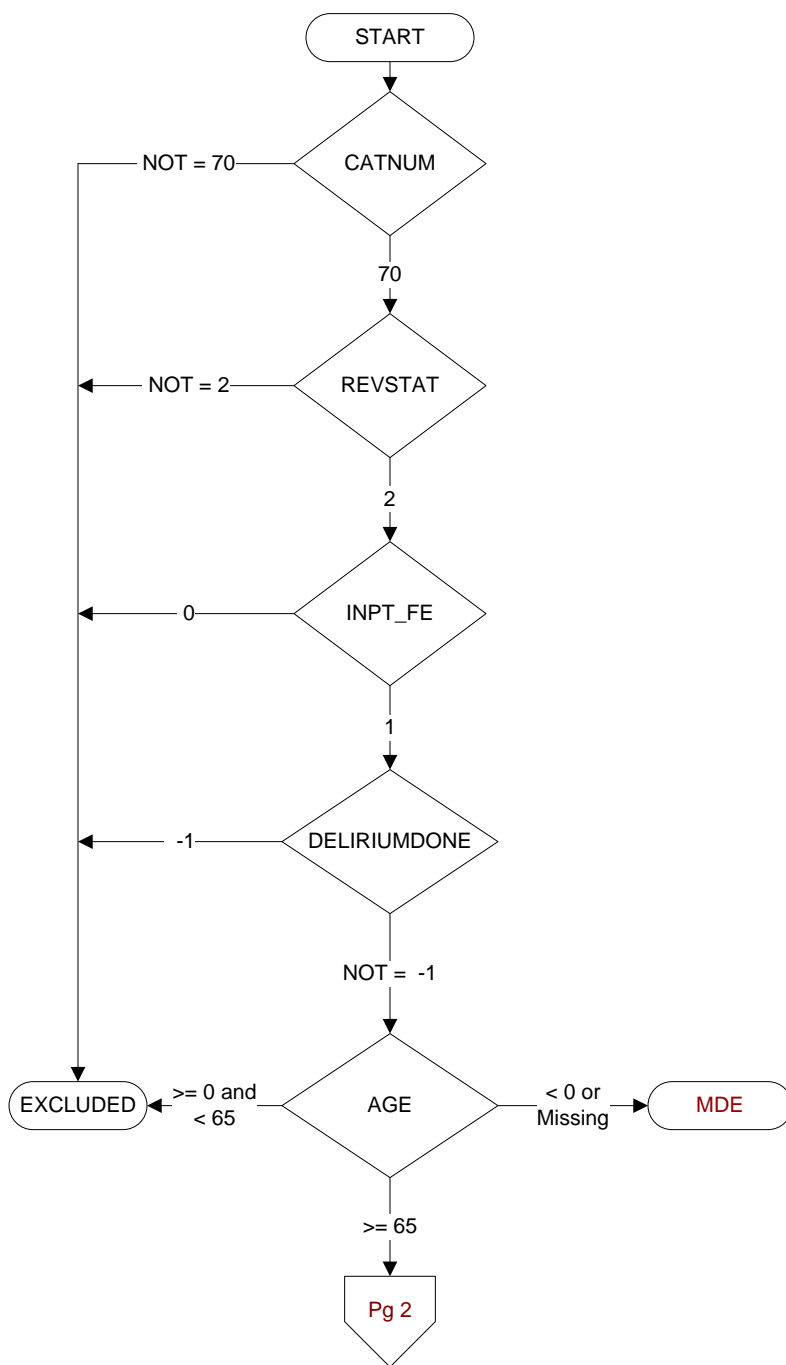 START
CATNUM
NOT = 70
70
REVSTAT
NOT = 2
2
INPT_FE
0
1
DELIRIUMDONE
-1
NOT = -1
EXCLUDED
>= 0 and
< 65
AGE
< 0 or
Missing
MDE
>= 65
Pg 2